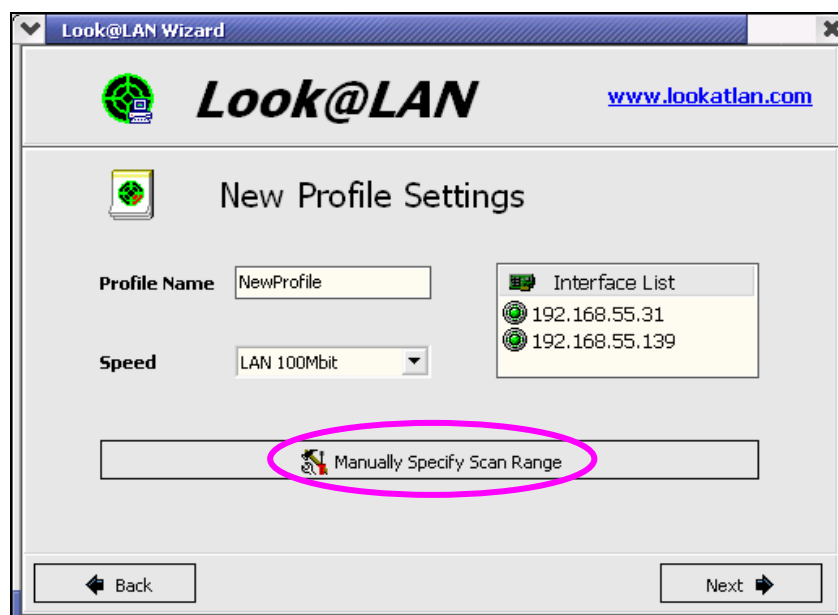 Look@LAN Wizard
Look@LAN
www.lookatlan.com
New Profile Settings
Profile Name
NewProfile
Interface List
192.168.55.31
192.168.55.139
Speed
LAN 100Mbit
Manually Specify Scan Range
Back
Next